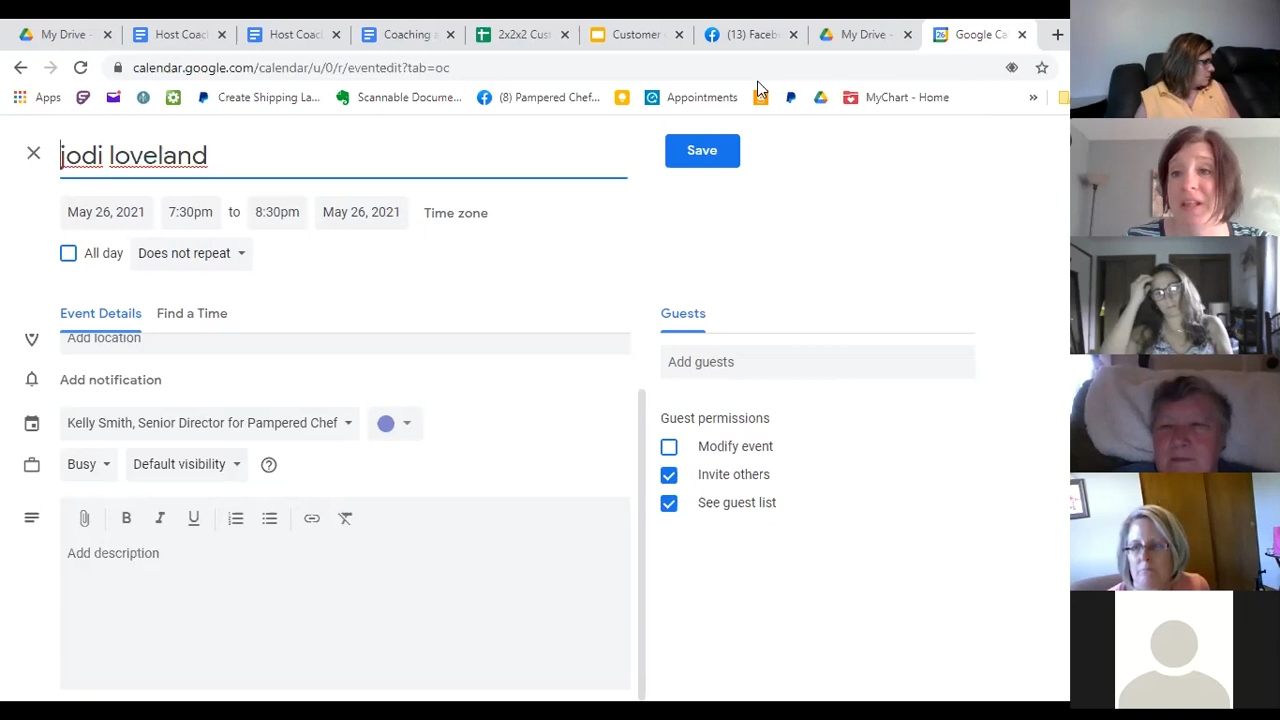 My Drive -
Host Coac
Host Coac
Coaching a
2x2x2 Cus
Customer
(13) Faceb
My Drive -
26
Google Ca
calendar.google.com/calendar/u/0/r/eventedit?tab=oc
Apps
Create Shipping La...
Scannable Docume...
(8) Pampered Chef...
Appointments
MyChart - Home
»
jodi loveland
Save
May 26, 2021
7:30pm
to
8:30pm
May 26, 2021
Time zone
All day
Does not repeat
Event Details
Find a Time
Guests
Add location
Add guests
Add notification
Guest permissions
Kelly Smith, Senior Director for Pampered Chef
Modify event
Busy
Default visibility
Invite others
See guest list
B
I
U
Add description